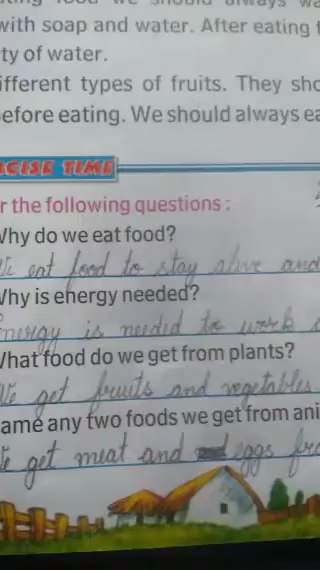 with soap and water. After eating
ty of water.
ifferent types of fruits. They sho
efore eating. We should always ea
CISE TIME
r the following questions :
Why do we eat food?
We eat food to stay alive and
Why is energy needed?
Energy is needed to work
What food do we get from plants?
We get fruits and vegetables
ame any two foods we get from ani
We get meat and eggs fro